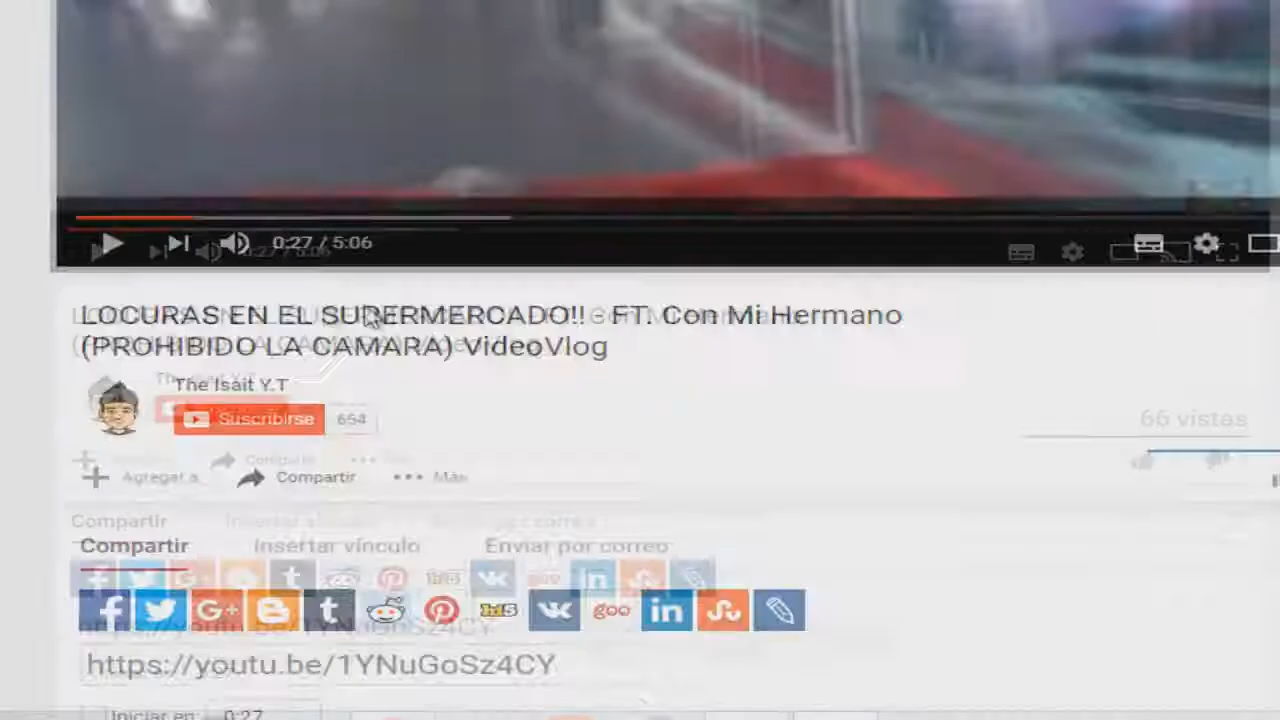 0:27 / 5:06
LOCURAS EN EL SUPERMERCADO!! - FT. Con Mi Hermano
(PROHIBIDO LA CAMARA) VideoVlog
The Isait Y.T
Suscribirse 654
66 vistas
Agregar a Compartir Más
Compartir Insertar vínculo Enviar por correo
https://youtu.be/1YNuGoSz4CY
Iniciar en: 0:27